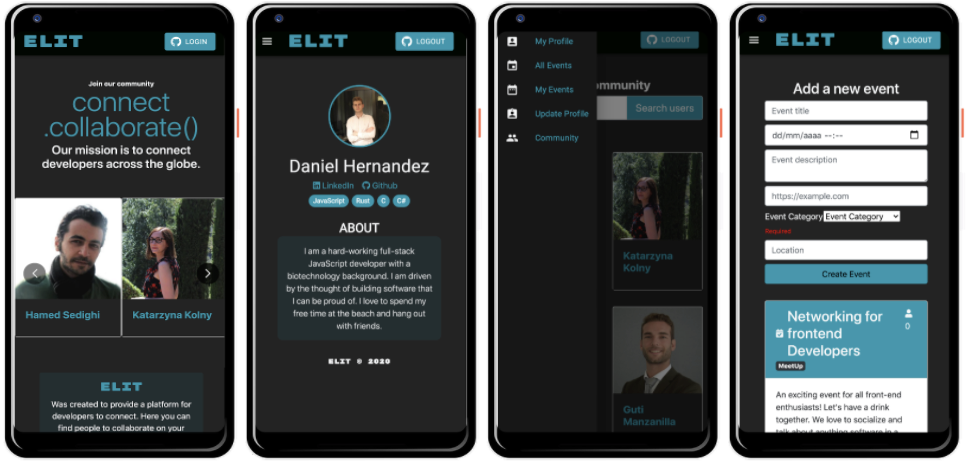 ELIT
LOGIN
Join our community
connect
.collaborate()
Our mission is to connect
developers across the globe.
Hamed Sedighi
Katarzyna Kolny
ELIT
Was created to provide a platform for
developers to connect. Here you can
find people to collaborate on your
ELIT
LOGOUT
Daniel Hernandez
LinkedIn Github
JavaScript Rust C C#
ABOUT
I am a hard-working full-stack
JavaScript developer with a
biotechnology background. I am driven
by the thought of building software that
I can be proud of. I love to spend my
free time at the beach and hang out
with friends.
ELIT © 2020
My Profile
All Events
My Events
Update Profile
Community
LOGOUT
mmunity
Search users
Katarzyna
Kolny
Guti
Manzanilla
ELIT
LOGOUT
Add a new event
Event title
dd/mm/aaaa --:--
Event description
https://example.com
Event Category Event Category
Required
Location
Create Event
Networking for
frontend
Developers
0
MeetUp
An exciting event for all front-end
enthusiasts! Let's have a drink
together. We love to socialize and
talk about anything software in a